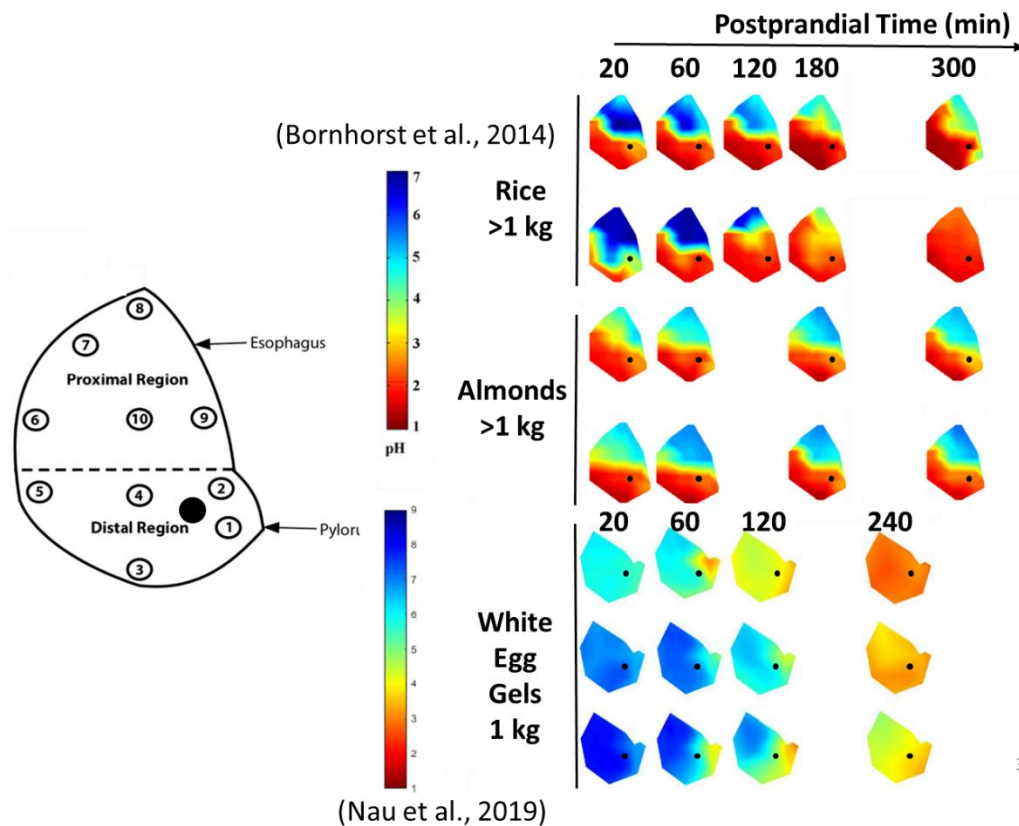 Postprandial Time (min)
20 60 120 180 300
(Bornhorst et al., 2014)
Rice
>1 kg
7
6
5
4
3
2
1
pH
8
7
Esophagus
Proximal Region
6 10 9
Almonds
>1 kg
5 4 2
Distal Region
1
Pyloru
3
9
8
7
6
5
4
3
2
1
20 60 120 240
White
Egg
Gels
1 kg
(Nau et al., 2019)